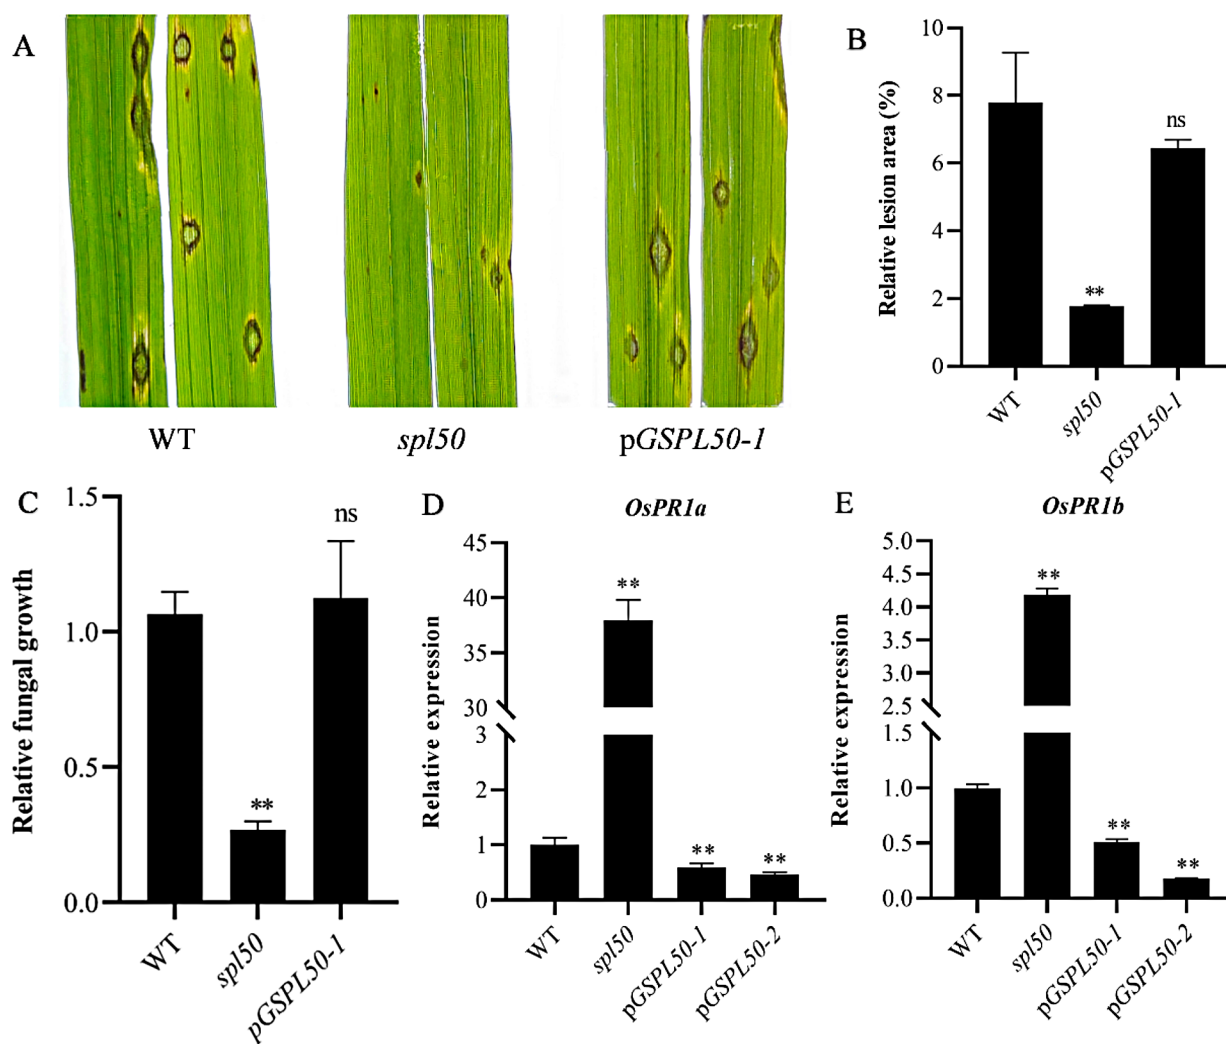 A
WT
spl50
pGSPL50-1
B
Relative lesion area (%)
10
8
6
4
2
0
**
ns
WT
spl50
pGSPL50-1
C
Relative fungal growth
1.5
1.0
0.5
0.0
**
ns
WT
spl50
pGSPL50-1
D
OsPR1a
Relative expression
45
40
35
30
3
2
1
0
**
**
**
WT
spl50
pGSPL50-1
pGSPL50-2
E
OsPR1b
Relative expression
5.0
4.5
4.0
3.5
3.0
2.5
1.5
1.0
0.5
0.0
**
**
**
WT
spl50
pGSPL50-1
pGSPL50-2